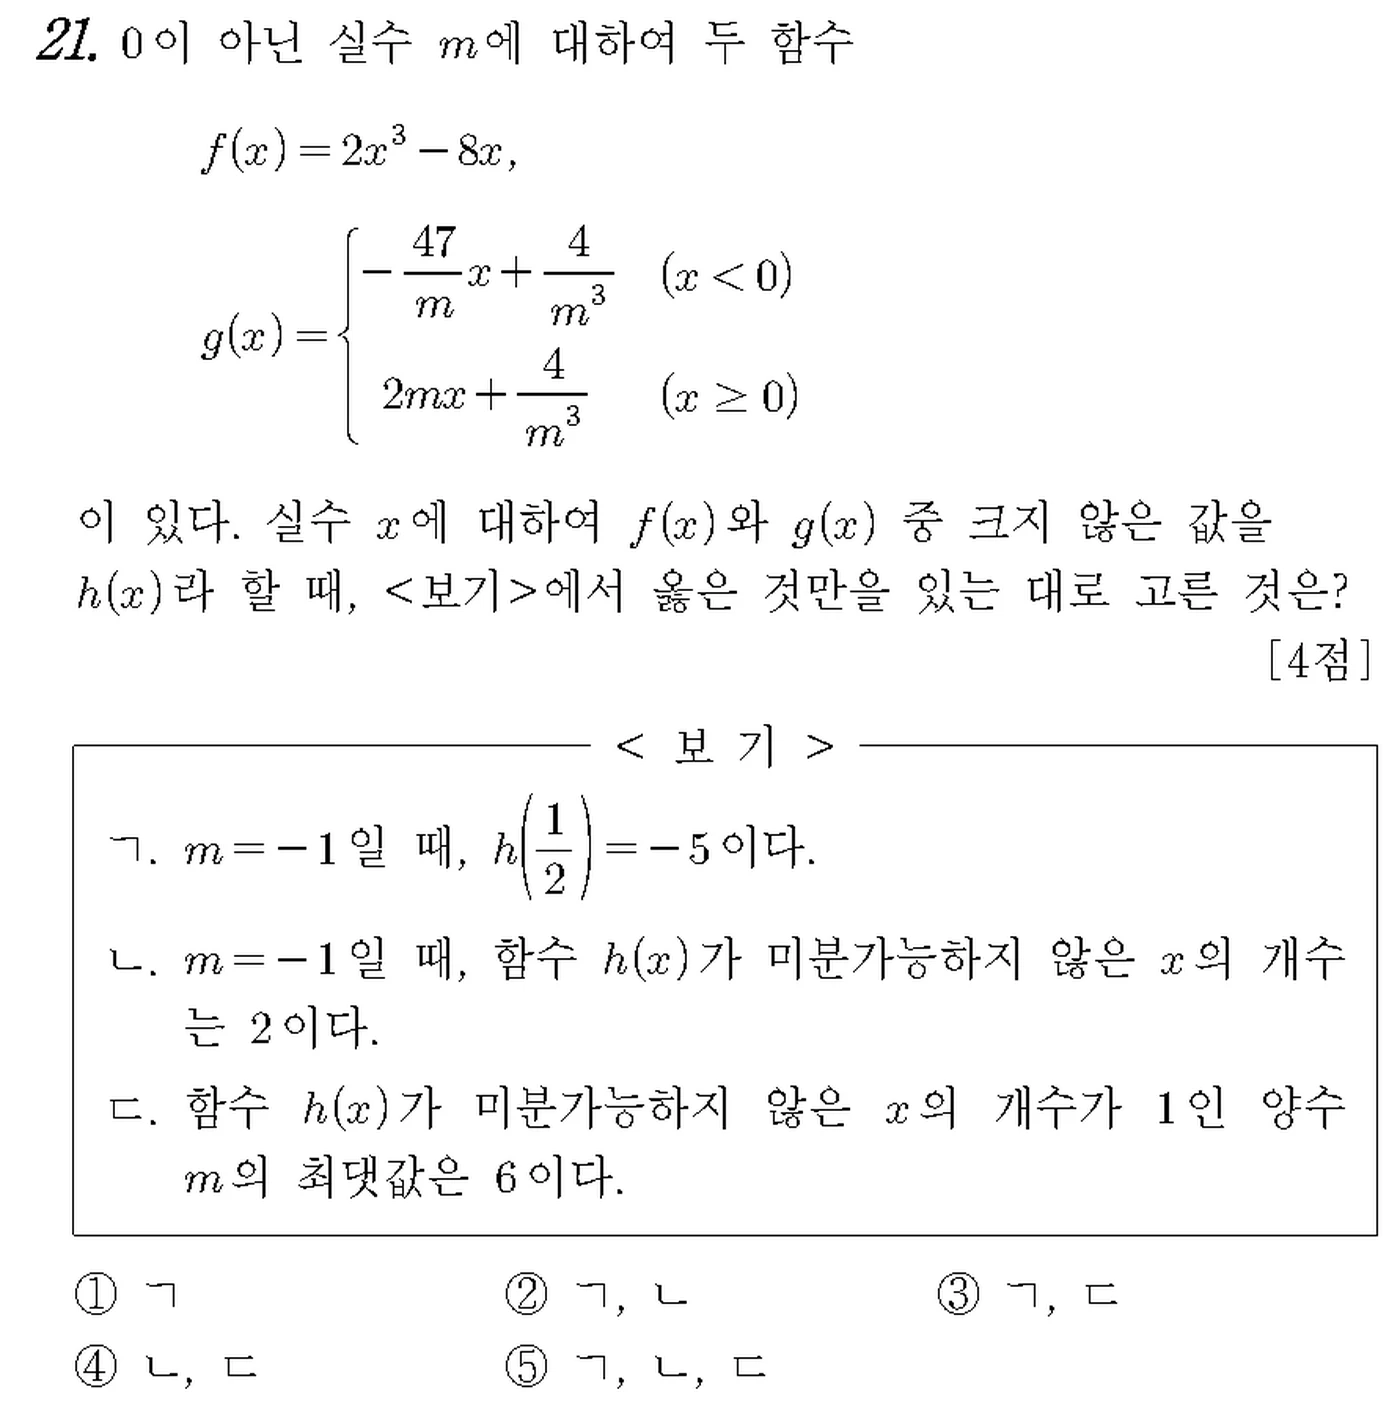 21. 0이 아닌 실수 m에 대하여 두 함수
f(x)=2x³-8x,
g(x)={ -47/m x+4/m³ (x<0)
2mx+4/m³ (x≥0)
이 있다. 실수 x에 대하여 f(x)와 g(x) 중 크지 않은 값을
h(x)라 할 때, <보기>에서 옳은 것만을 있는 대로 고른 것은?
[4점]
< 보 기 >
ㄱ. m=-1일 때, h(1/2)=-5이다.
ㄴ. m=-1일 때, 함수 h(x)가 미분가능하지 않은 x의 개수
는 2이다.
ㄷ. 함수 h(x)가 미분가능하지 않은 x의 개수가 1인 양수
m의 최댓값은 6이다.
① ㄱ ② ㄱ, ㄴ ③ ㄱ, ㄷ
④ ㄴ, ㄷ ⑤ ㄱ, ㄴ, ㄷ